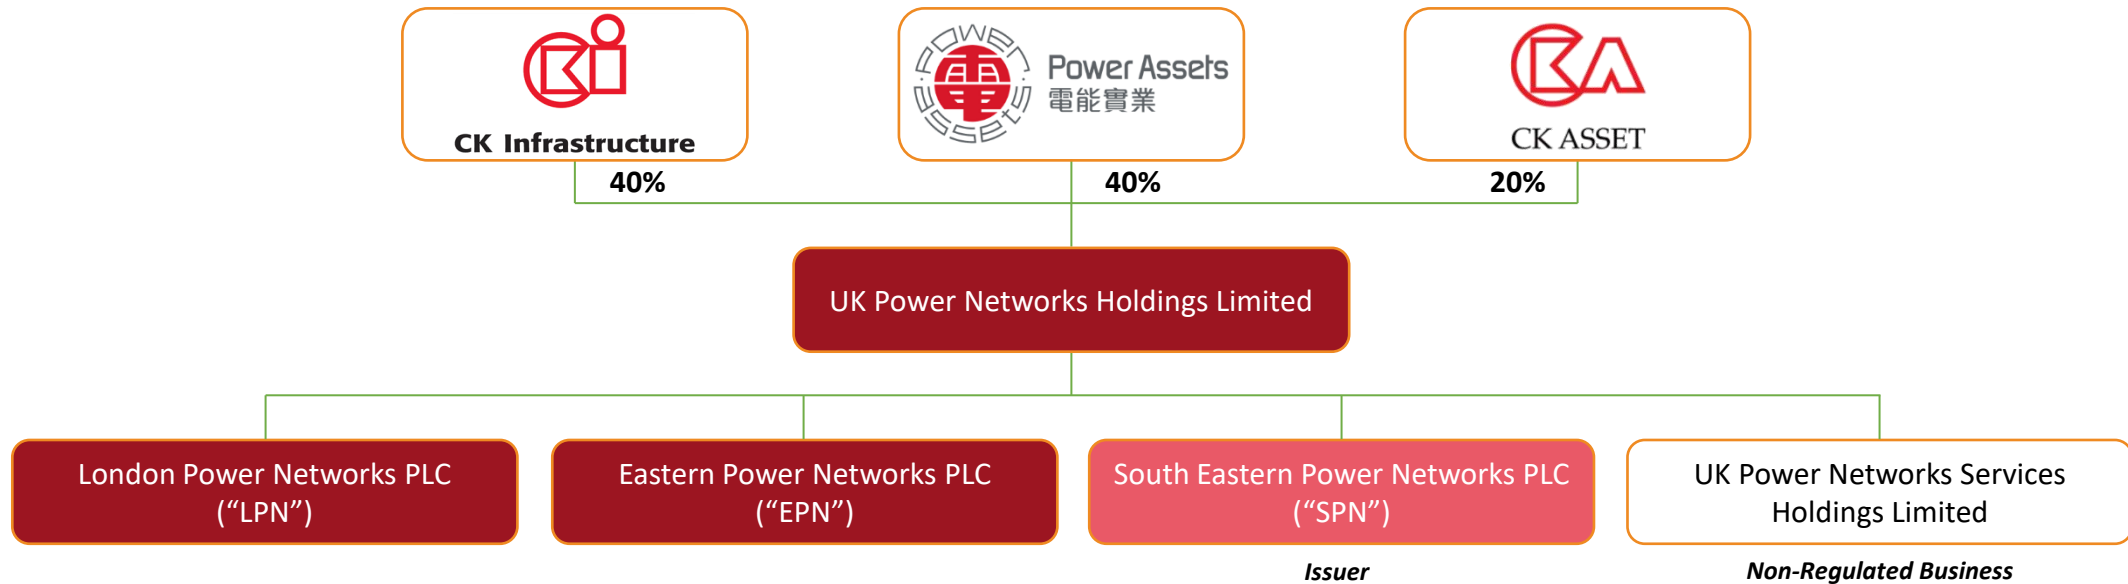 CK Infrastructure
POWER ASSETS
Power Assets
電能實業
CK ASSET
40%
40%
20%
UK Power Networks Holdings Limited
London Power Networks PLC
(“LPN”)
Eastern Power Networks PLC
(“EPN”)
South Eastern Power Networks PLC
(“SPN”)
UK Power Networks Services
Holdings Limited
Issuer
Non-Regulated Business